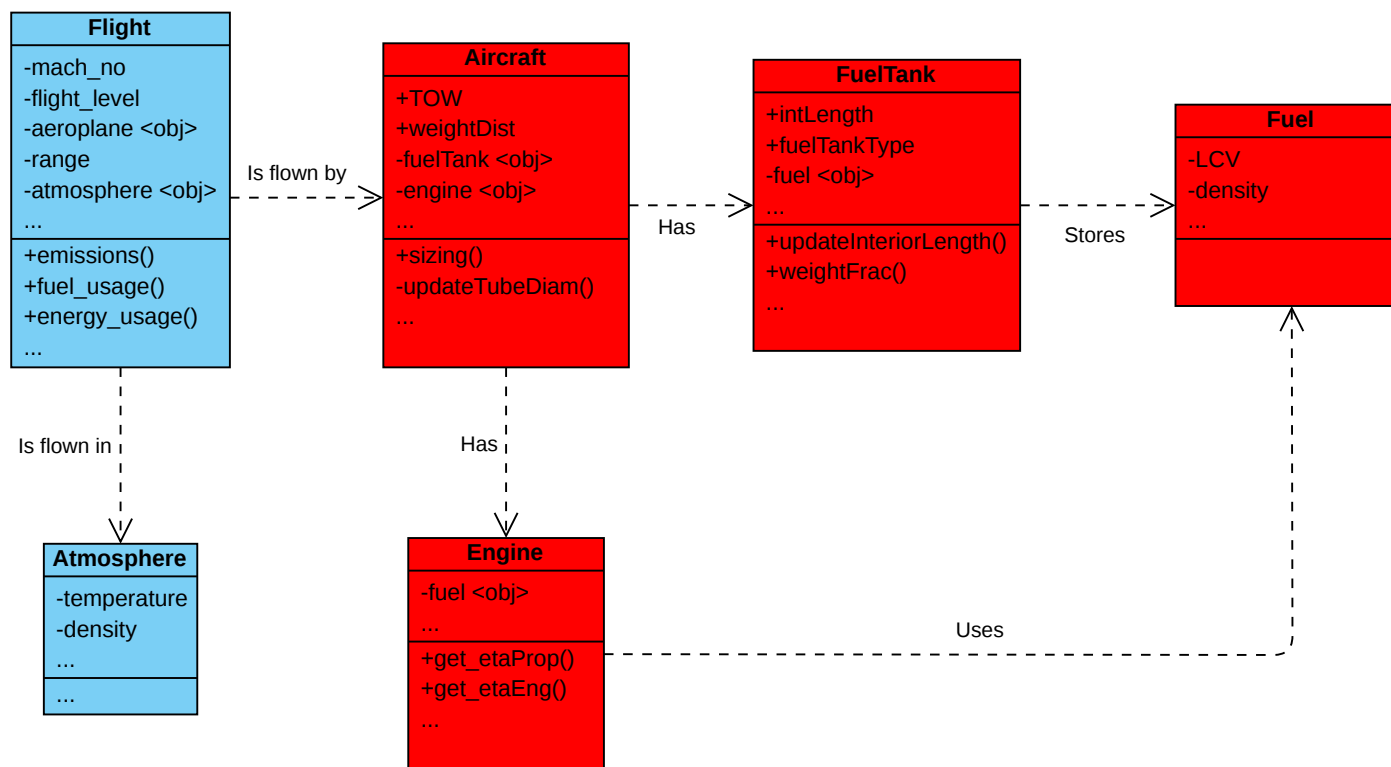 Flight
-mach_no
-flight_level
-aeroplane <obj>
-range
-atmosphere <obj>
...
+emissions()
+fuel_usage()
+energy_usage()
...
Is flown by
Aircraft
+TOW
+weightDist
-fuelTank <obj>
-engine <obj>
...
+sizing()
-updateTubeDiam()
...
Has
FuelTank
+intLength
+fuelTankType
-fuel <obj>
...
+updateInteriorLength()
+weightFrac()
...
Stores
Fuel
-LCV
-density
...
Is flown in
Has
Atmosphere
-temperature
-density
...
...
Engine
-fuel <obj>
...
+get_etaProp()
+get_etaEng()
...
Uses